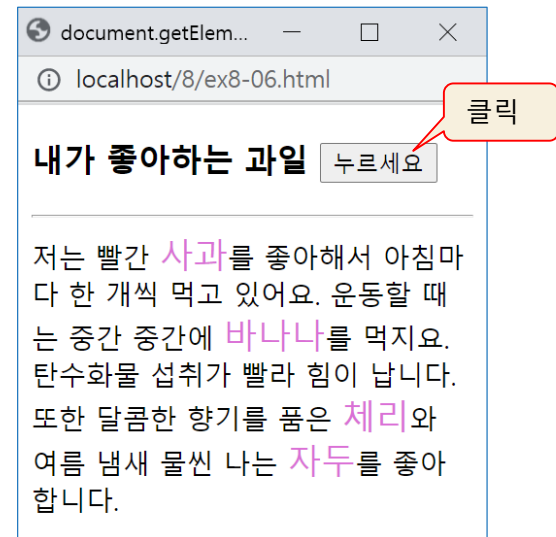 document.getElem...
localhost/8/ex8-06.html
클릭
내가 좋아하는 과일 누르세요
저는 빨간 사과를 좋아해서 아침마
다 한 개씩 먹고 있어요. 운동할 때
는 중간 중간에 바나나를 먹지요.
탄수화물 섭취가 빨라 힘이 납니다.
또한 달콤한 향기를 품은 체리와
여름 냄새 물씬 나는 자두를 좋아
합니다.